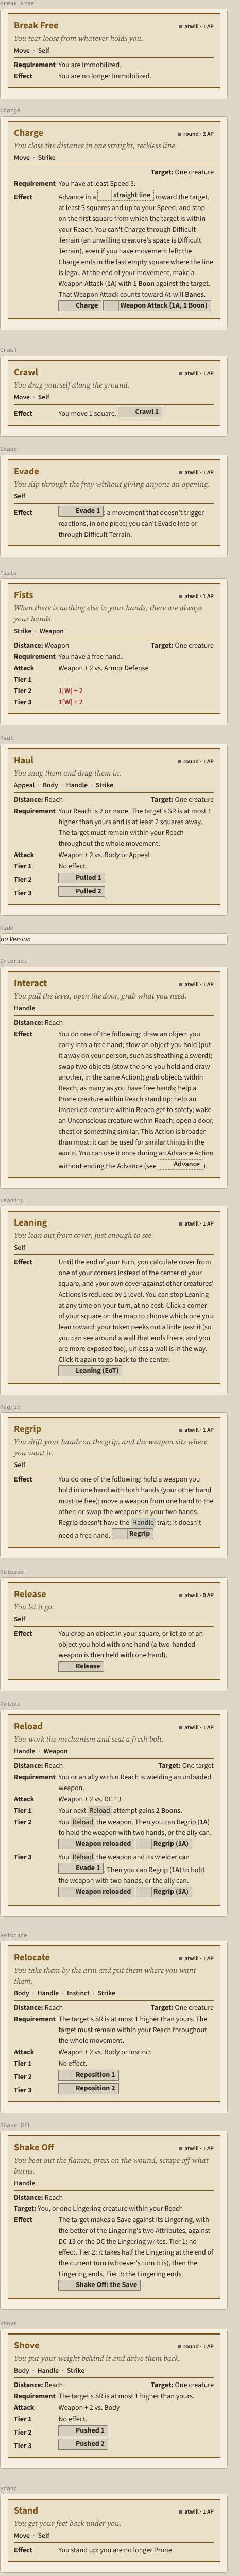 Break Free
Break Free ■ atwill · 1 AP
You tear loose from whatever holds you.
Move · Self
Requirement You are Immobilized.
Effect You are no longer Immobilized.
Charge
Charge ■ round · 2 AP
You close the distance in one straight, reckless line.
Move · Strike
Target: One creature
Requirement You have at least Speed 3.
Effect Advance in a straight line toward the target,
at least 3 squares and up to your Speed, and stop
on the first square from which the target is within
your Reach. You can't Charge through Difficult
Terrain (an unwilling creature's space is Difficult
Terrain), even if you have movement left: the
Charge ends in the last empty square where the line
is legal. At the end of your movement, make a
Weapon Attack (1A) with 1 Boon against the target.
That Weapon Attack counts toward At-will Banes.
Charge Weapon Attack (1A, 1 Boon)
Crawl
Crawl ■ atwill · 1 AP
You drag yourself along the ground.
Move · Self
Effect You move 1 square. Crawl 1
Evade
Evade ■ atwill · 1 AP
You slip through the fray without giving anyone an opening.
Self
Effect Evade 1 : a movement that doesn't trigger
reactions, in one piece; you can't Evade into or
through Difficult Terrain.
Fists
Fists ■ atwill · 1 AP
When there is nothing else in your hands, there are always
your hands.
Strike · Weapon
Distance: Weapon Target: One creature
Requirement You have a free hand.
Attack Weapon + 2 vs. Armor Defense
Tier 1 —
Tier 2 1[W] + 2
Tier 3 1[W] + 2
Haul
Haul ■ round · 1 AP
You snag them and drag them in.
Appeal · Body · Handle · Strike
Distance: Reach Target: One creature
Requirement Your Reach is 2 or more. The target's SR is at most 1
higher than yours and is at least 2 squares away.
The target must remain within your Reach
throughout the whole movement.
Attack Weapon + 2 vs. Body or Appeal
Tier 1 No effect.
Tier 2 Pulled 1
Tier 3 Pulled 2
Hide
no Version
Interact
Interact ■ atwill · 1 AP
You pull the lever, open the door, grab what you need.
Handle
Distance: Reach
Effect You do one of the following: draw an object you
carry into a free hand; stow an object you hold (put
it away on your person, such as sheathing a sword);
swap two objects (stow the one you hold and draw
another, in the same Action); grab objects within
Reach, as many as you have free hands; help a
Prone creature within Reach stand up; help an
Imperiled creature within Reach get to safety; wake
an Unconscious creature within Reach; open a door,
chest or something similar. This Action is broader
than most: it can be used for similar things in the
world. You can use it once during an Advance Action
without ending the Advance (see Advance ).
Leaning
Leaning ■ atwill · 1 AP
You lean out from cover, just enough to see.
Self
Effect Until the end of your turn, you calculate cover from
one of your corners instead of the center of your
square, and your own cover against other creatures'
Actions is reduced by 1 level. You can stop Leaning
at any time on your turn, at no cost. Click a corner
of your square on the map to choose which one you
lean toward: your token peeks out a little past it (so
you can see around a wall that ends there, and you
are more exposed too), unless a wall is in the way.
Click it again to go back to the center.
Leaning (EoT)
Regrip
Regrip ■ atwill · 1 AP
You shift your hands on the grip, and the weapon sits where
you want it.
Self
Effect You do one of the following: hold a weapon you
hold in one hand with both hands (your other hand
must be free); move a weapon from one hand to the
other; or swap the weapons in your two hands.
Regrip doesn't have the Handle trait: it doesn't
need a free hand. Regrip
Release
Release ■ atwill · 0 AP
You let it go.
Self
Effect You drop an object in your square, or let go of an
object you hold with one hand (a two-handed
weapon is then held with one hand).
Release
Reload
Reload ■ atwill · 1 AP
You work the mechanism and seat a fresh bolt.
Handle · Weapon
Distance: Reach Target: One target
Requirement You or an ally within Reach is wielding an unloaded
weapon.
Attack Weapon + 2 vs. DC 13
Tier 1 Your next Reload attempt gains 2 Boons.
Tier 2 You Reload the weapon. Then you can Regrip (1A)
to hold the weapon with two hands, or the ally can.
Weapon reloaded Regrip (1A)
Tier 3 You Reload the weapon and its wielder can
Evade 1 . Then you can Regrip (1A) to hold
the weapon with two hands, or the ally can.
Weapon reloaded Regrip (1A)
Relocate
Relocate ■ atwill · 1 AP
You take them by the arm and put them where you want
them.
Body · Handle · Instinct · Strike
Distance: Reach Target: One creature
Requirement The target's SR is at most 1 higher than yours. The
target must remain within your Reach throughout
the whole movement.
Attack Weapon + 2 vs. Body or Instinct
Tier 1 No effect.
Tier 2 Reposition 1
Tier 3 Reposition 2
Shake Off
Shake Off ■ atwill · 1 AP
You beat out the flames, press on the wound, scrape off what
burns.
Handle
Distance: Reach
Target: You, or one Lingering creature within your Reach
Effect The target makes a Save against its Lingering, with
the better of the Lingering's two Attributes, against
DC 13 or the DC of the Lingering writes. Tier 1: no
effect. Tier 2: it takes half the Lingering at the end of
the current turn (whoever's turn it is), then the
Lingering ends. Tier 3: the Lingering ends.
Shake Off: the Save
Shove
Shove ■ round · 1 AP
You put your weight behind it and drive them back.
Body · Handle · Strike
Distance: Reach Target: One creature
Requirement The target's SR is at most 1 higher than yours.
Attack Weapon + 2 vs. Body
Tier 1 No effect.
Tier 2 Pushed 1
Tier 3 Pushed 2
Stand
Stand ■ atwill · 1 AP
You get your feet back under you.
Move · Self
Effect You stand up: you are no longer Prone.